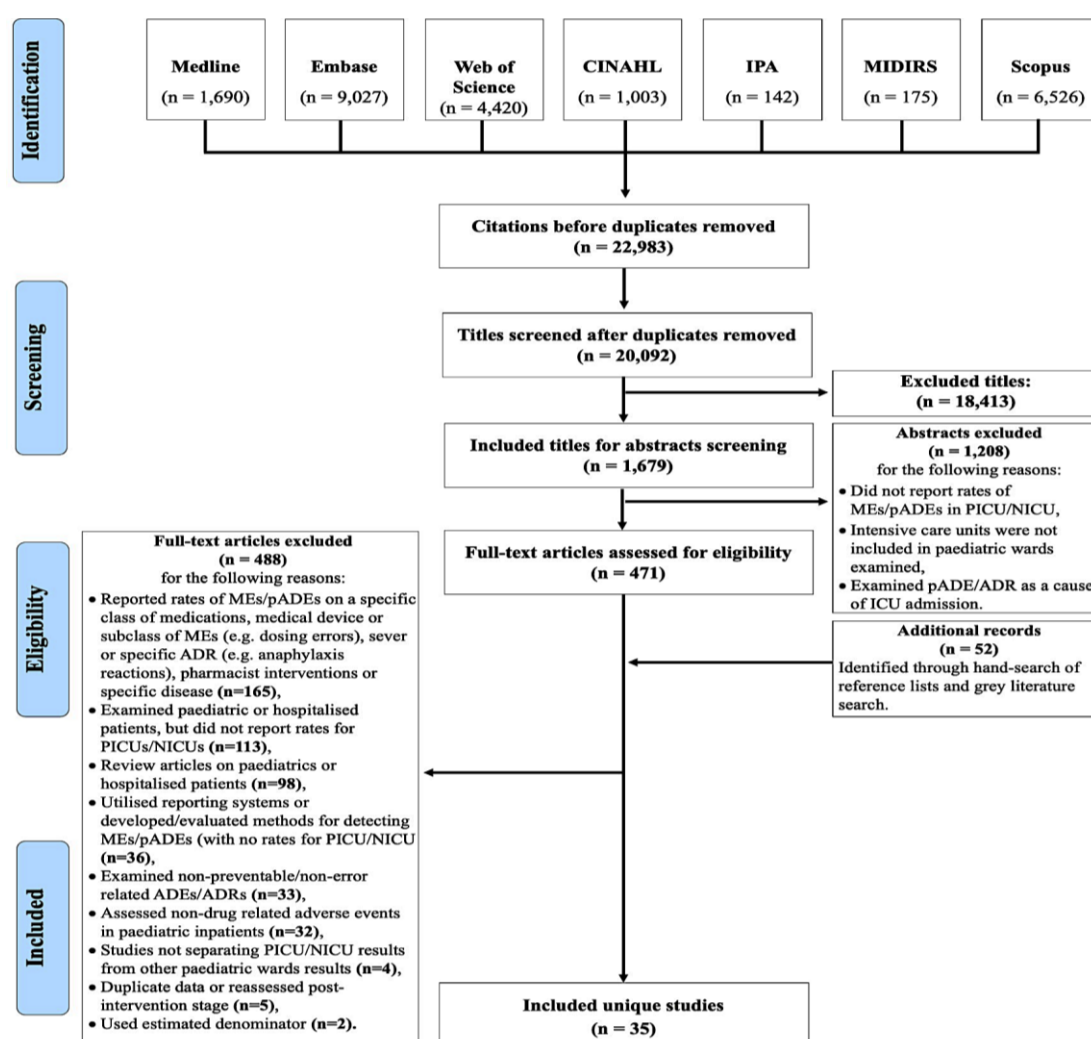 Identification
Medline
(n = 1,690)
Embase
(n = 9,027)
Web of
Science
(n = 4,420)
CINAHL
(n = 1,003)
IPA
(n = 142)
MIDIRS
(n = 175)
Scopus
(n = 6,526)
Citations before duplicates removed
(n = 22,983)
Screening
Titles screened after duplicates removed
(n = 20,092)
Excluded titles:
(n = 18,413)
Included titles for abstracts screening
(n = 1,679)
Abstracts excluded
(n = 1,208)
for the following reasons:
• Did not report rates of
MEs/pADEs in PICU/NICU,
• Intensive care units were not
included in paediatric wards
examined,
• Examined pADE/ADR as a cause
of ICU admission.
Eligibility
Full-text articles assessed for eligibility
(n = 471)
Additional records
(n = 52)
Identified through hand-search of
reference lists and grey literature
search.
Full-text articles excluded
(n = 488)
for the following reasons:
• Reported rates of MEs/pADEs on a specific
class of medications, medical device or
subclass of MEs (e.g. dosing errors), sever
or specific ADR (e.g. anaphylaxis
reactions), pharmacist interventions or
specific disease (n=165),
• Examined paediatric or hospitalised
patients, but did not report rates for
PICUs/NICUs (n=113),
• Review articles on paediatrics or
hospitalised patients (n=98),
• Utilised reporting systems or
developed/evaluated methods for detecting
MEs/pADEs (with no rates for PICU/NICU
(n=36),
• Examined non-preventable/non-error
related ADEs/ADRs (n=33),
• Assessed non-drug related adverse events
in paediatric inpatients (n=32),
• Studies not separating PICU/NICU results
from other paediatric wards results (n=4),
• Duplicate data or reassessed post-
intervention stage (n=5),
• Used estimated denominator (n=2).
Included
Included unique studies
(n = 35)